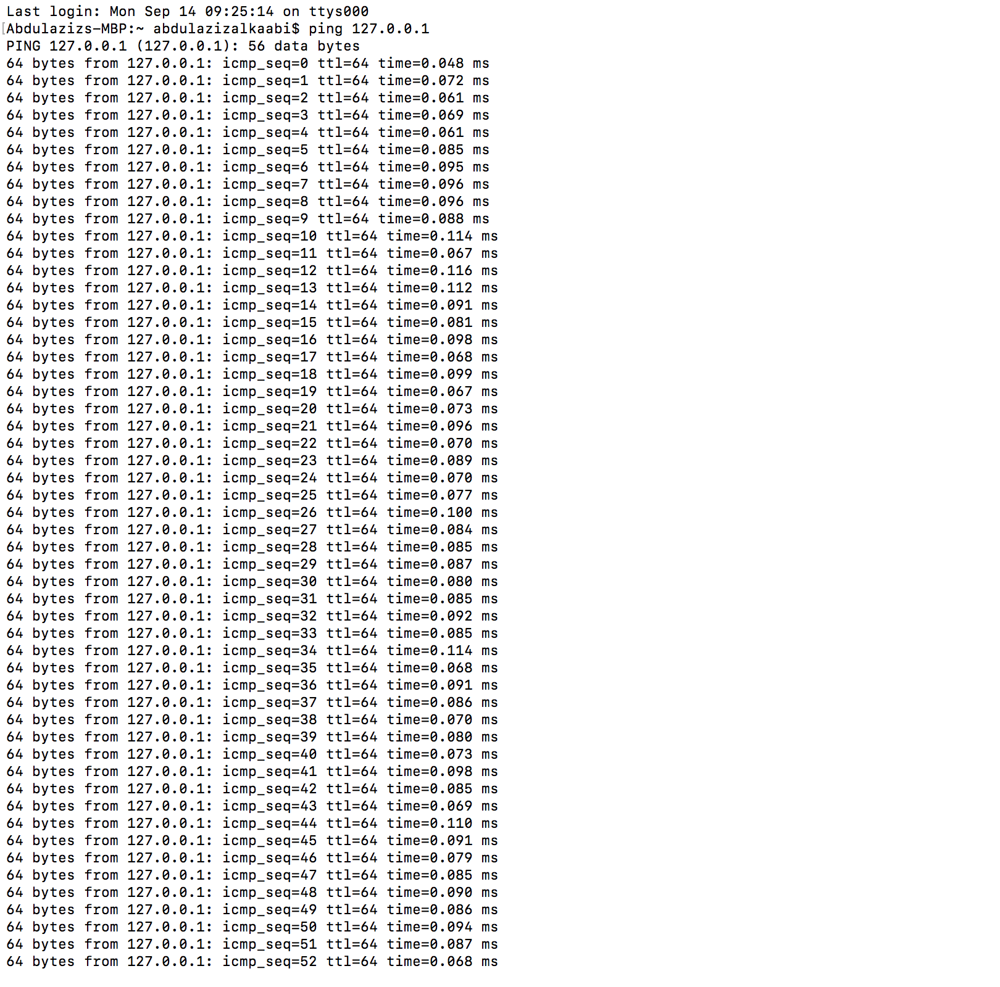 Last login: Mon Sep 14 09:25:14 on ttys000
[Abdulazizs-MBP:~ abdulazizalkaabi$ ping 127.0.0.1
PING 127.0.0.1 (127.0.0.1): 56 data bytes
64 bytes from 127.0.0.1: icmp_seq=0 ttl=64 time=0.048 ms
64 bytes from 127.0.0.1: icmp_seq=1 ttl=64 time=0.072 ms
64 bytes from 127.0.0.1: icmp_seq=2 ttl=64 time=0.061 ms
64 bytes from 127.0.0.1: icmp_seq=3 ttl=64 time=0.069 ms
64 bytes from 127.0.0.1: icmp_seq=4 ttl=64 time=0.061 ms
64 bytes from 127.0.0.1: icmp_seq=5 ttl=64 time=0.085 ms
64 bytes from 127.0.0.1: icmp_seq=6 ttl=64 time=0.095 ms
64 bytes from 127.0.0.1: icmp_seq=7 ttl=64 time=0.096 ms
64 bytes from 127.0.0.1: icmp_seq=8 ttl=64 time=0.096 ms
64 bytes from 127.0.0.1: icmp_seq=9 ttl=64 time=0.088 ms
64 bytes from 127.0.0.1: icmp_seq=10 ttl=64 time=0.114 ms
64 bytes from 127.0.0.1: icmp_seq=11 ttl=64 time=0.067 ms
64 bytes from 127.0.0.1: icmp_seq=12 ttl=64 time=0.116 ms
64 bytes from 127.0.0.1: icmp_seq=13 ttl=64 time=0.112 ms
64 bytes from 127.0.0.1: icmp_seq=14 ttl=64 time=0.091 ms
64 bytes from 127.0.0.1: icmp_seq=15 ttl=64 time=0.081 ms
64 bytes from 127.0.0.1: icmp_seq=16 ttl=64 time=0.098 ms
64 bytes from 127.0.0.1: icmp_seq=17 ttl=64 time=0.068 ms
64 bytes from 127.0.0.1: icmp_seq=18 ttl=64 time=0.099 ms
64 bytes from 127.0.0.1: icmp_seq=19 ttl=64 time=0.067 ms
64 bytes from 127.0.0.1: icmp_seq=20 ttl=64 time=0.073 ms
64 bytes from 127.0.0.1: icmp_seq=21 ttl=64 time=0.096 ms
64 bytes from 127.0.0.1: icmp_seq=22 ttl=64 time=0.070 ms
64 bytes from 127.0.0.1: icmp_seq=23 ttl=64 time=0.089 ms
64 bytes from 127.0.0.1: icmp_seq=24 ttl=64 time=0.070 ms
64 bytes from 127.0.0.1: icmp_seq=25 ttl=64 time=0.077 ms
64 bytes from 127.0.0.1: icmp_seq=26 ttl=64 time=0.100 ms
64 bytes from 127.0.0.1: icmp_seq=27 ttl=64 time=0.084 ms
64 bytes from 127.0.0.1: icmp_seq=28 ttl=64 time=0.085 ms
64 bytes from 127.0.0.1: icmp_seq=29 ttl=64 time=0.087 ms
64 bytes from 127.0.0.1: icmp_seq=30 ttl=64 time=0.080 ms
64 bytes from 127.0.0.1: icmp_seq=31 ttl=64 time=0.085 ms
64 bytes from 127.0.0.1: icmp_seq=32 ttl=64 time=0.092 ms
64 bytes from 127.0.0.1: icmp_seq=33 ttl=64 time=0.085 ms
64 bytes from 127.0.0.1: icmp_seq=34 ttl=64 time=0.114 ms
64 bytes from 127.0.0.1: icmp_seq=35 ttl=64 time=0.068 ms
64 bytes from 127.0.0.1: icmp_seq=36 ttl=64 time=0.091 ms
64 bytes from 127.0.0.1: icmp_seq=37 ttl=64 time=0.086 ms
64 bytes from 127.0.0.1: icmp_seq=38 ttl=64 time=0.070 ms
64 bytes from 127.0.0.1: icmp_seq=39 ttl=64 time=0.080 ms
64 bytes from 127.0.0.1: icmp_seq=40 ttl=64 time=0.073 ms
64 bytes from 127.0.0.1: icmp_seq=41 ttl=64 time=0.098 ms
64 bytes from 127.0.0.1: icmp_seq=42 ttl=64 time=0.085 ms
64 bytes from 127.0.0.1: icmp_seq=43 ttl=64 time=0.069 ms
64 bytes from 127.0.0.1: icmp_seq=44 ttl=64 time=0.110 ms
64 bytes from 127.0.0.1: icmp_seq=45 ttl=64 time=0.091 ms
64 bytes from 127.0.0.1: icmp_seq=46 ttl=64 time=0.079 ms
64 bytes from 127.0.0.1: icmp_seq=47 ttl=64 time=0.085 ms
64 bytes from 127.0.0.1: icmp_seq=48 ttl=64 time=0.090 ms
64 bytes from 127.0.0.1: icmp_seq=49 ttl=64 time=0.086 ms
64 bytes from 127.0.0.1: icmp_seq=50 ttl=64 time=0.094 ms
64 bytes from 127.0.0.1: icmp_seq=51 ttl=64 time=0.087 ms
64 bytes from 127.0.0.1: icmp_seq=52 ttl=64 time=0.068 ms